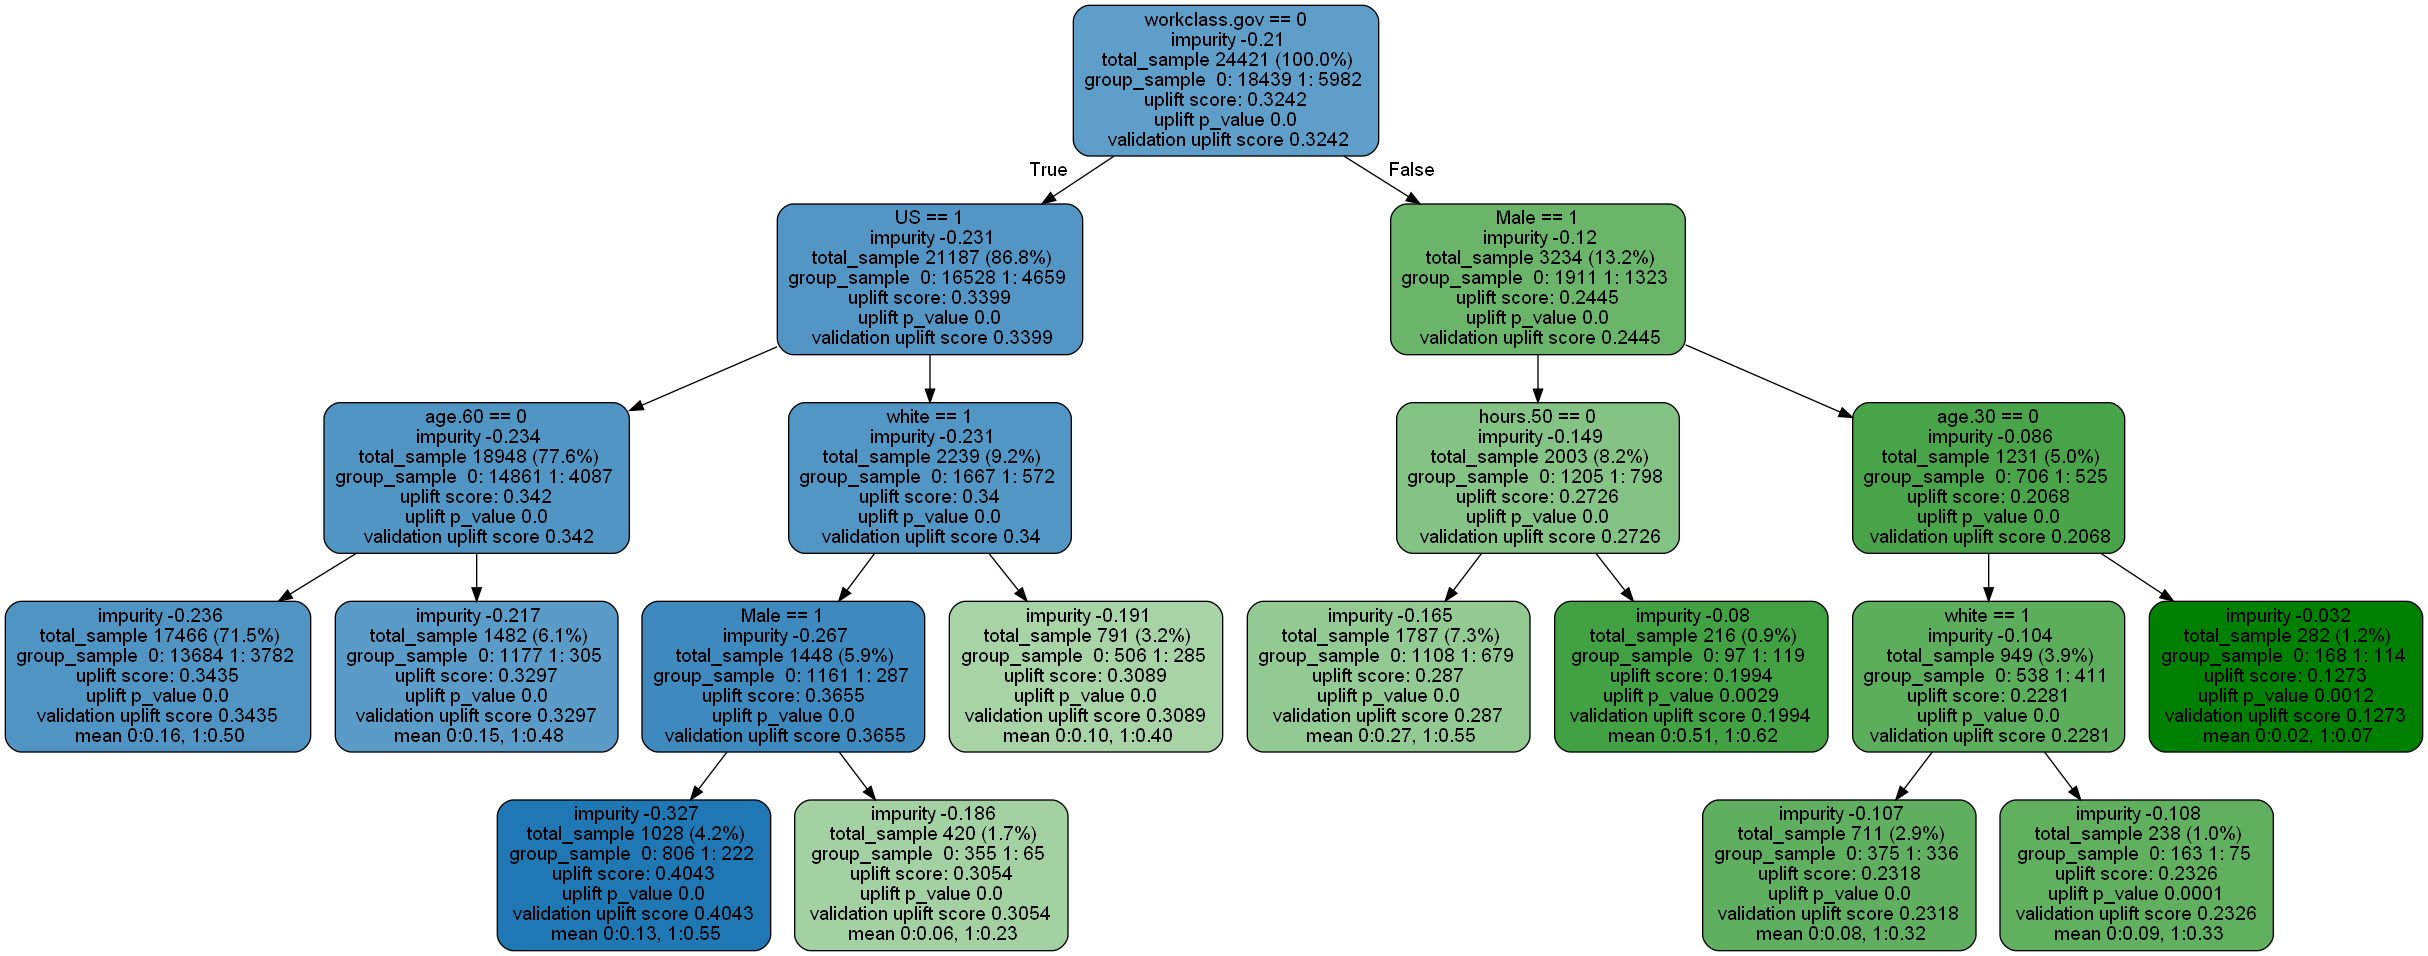 workclass.gov == 0
impurity -0.21
total_sample 24421 (100.0%)
group_sample  0: 18439 1: 5982
uplift score: 0.3242
uplift p_value 0.0
validation uplift score 0.3242
True
False
US == 1
impurity -0.231
total_sample 21187 (86.8%)
group_sample  0: 16528 1: 4659
uplift score: 0.3399
uplift p_value 0.0
validation uplift score 0.3399
Male == 1
impurity -0.12
total_sample 3234 (13.2%)
group_sample  0: 1911 1: 1323
uplift score: 0.2445
uplift p_value 0.0
validation uplift score 0.2445
age.60 == 0
impurity -0.234
total_sample 18948 (77.6%)
group_sample  0: 14861 1: 4087
uplift score: 0.342
uplift p_value 0.0
validation uplift score 0.342
white == 1
impurity -0.231
total_sample 2239 (9.2%)
group_sample  0: 1667 1: 572
uplift score: 0.34
uplift p_value 0.0
validation uplift score 0.34
hours.50 == 0
impurity -0.149
total_sample 2003 (8.2%)
group_sample  0: 1205 1: 798
uplift score: 0.2726
uplift p_value 0.0
validation uplift score 0.2726
age.30 == 0
impurity -0.086
total_sample 1231 (5.0%)
group_sample  0: 706 1: 525
uplift score: 0.2068
uplift p_value 0.0
validation uplift score 0.2068
impurity -0.236
total_sample 17466 (71.5%)
group_sample  0: 13684 1: 3782
uplift score: 0.3435
uplift p_value 0.0
validation uplift score 0.3435
mean 0:0.16, 1:0.50
impurity -0.217
total_sample 1482 (6.1%)
group_sample  0: 1177 1: 305
uplift score: 0.3297
uplift p_value 0.0
validation uplift score 0.3297
mean 0:0.15, 1:0.48
Male == 1
impurity -0.267
total_sample 1448 (5.9%)
group_sample  0: 1161 1: 287
uplift score: 0.3655
uplift p_value 0.0
validation uplift score 0.3655
impurity -0.191
total_sample 791 (3.2%)
group_sample  0: 506 1: 285
uplift score: 0.3089
uplift p_value 0.0
validation uplift score 0.3089
mean 0:0.10, 1:0.40
impurity -0.165
total_sample 1787 (7.3%)
group_sample  0: 1108 1: 679
uplift score: 0.287
uplift p_value 0.0
validation uplift score 0.287
mean 0:0.27, 1:0.55
impurity -0.08
total_sample 216 (0.9%)
group_sample  0: 97 1: 119
uplift score: 0.1994
uplift p_value 0.0029
validation uplift score 0.1994
mean 0:0.51, 1:0.62
white == 1
impurity -0.104
total_sample 949 (3.9%)
group_sample  0: 538 1: 411
uplift score: 0.2281
uplift p_value 0.0
validation uplift score 0.2281
impurity -0.032
total_sample 282 (1.2%)
group_sample  0: 168 1: 114
uplift score: 0.1273
uplift p_value 0.0012
validation uplift score 0.1273
mean 0:0.02, 1:0.07
impurity -0.327
total_sample 1028 (4.2%)
group_sample  0: 806 1: 222
uplift score: 0.4043
uplift p_value 0.0
validation uplift score 0.4043
mean 0:0.13, 1:0.55
impurity -0.186
total_sample 420 (1.7%)
group_sample  0: 355 1: 65
uplift score: 0.3054
uplift p_value 0.0
validation uplift score 0.3054
mean 0:0.06, 1:0.23
impurity -0.107
total_sample 711 (2.9%)
group_sample  0: 375 1: 336
uplift score: 0.2318
uplift p_value 0.0
validation uplift score 0.2318
mean 0:0.08, 1:0.32
impurity -0.108
total_sample 238 (1.0%)
group_sample  0: 163 1: 75
uplift score: 0.2326
uplift p_value 0.0001
validation uplift score 0.2326
mean 0:0.09, 1:0.33